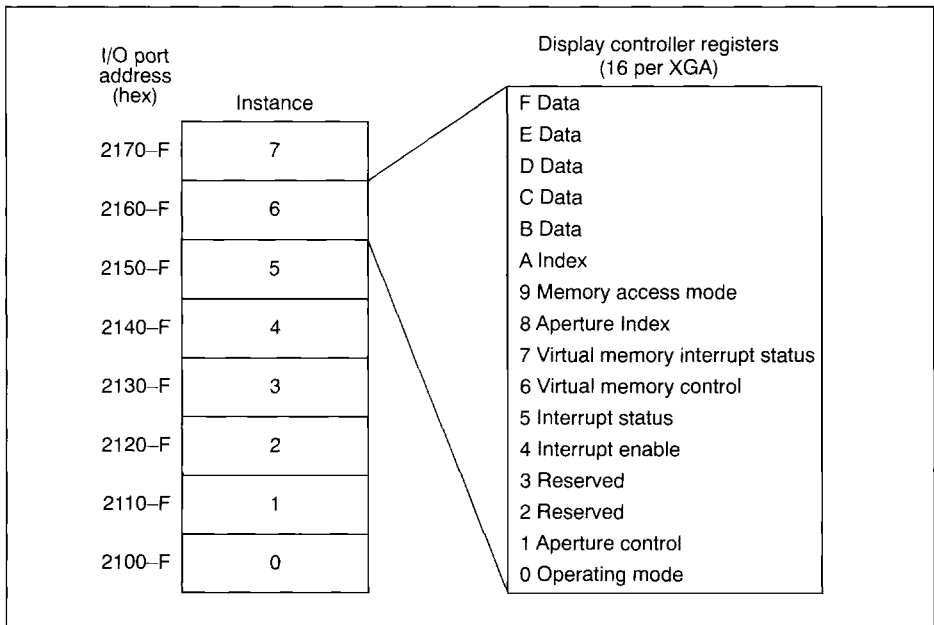 I/O port
address
(hex)
Instance
2170–F 7
2160–F 6
2150–F 5
2140–F 4
2130–F 3
2120–F 2
2110–F 1
2100–F 0
Display controller registers
(16 per XGA)
F Data
E Data
D Data
C Data
B Data
A Index
9 Memory access mode
8 Aperture Index
7 Virtual memory interrupt status
6 Virtual memory control
5 Interrupt status
4 Interrupt enable
3 Reserved
2 Reserved
1 Aperture control
0 Operating mode